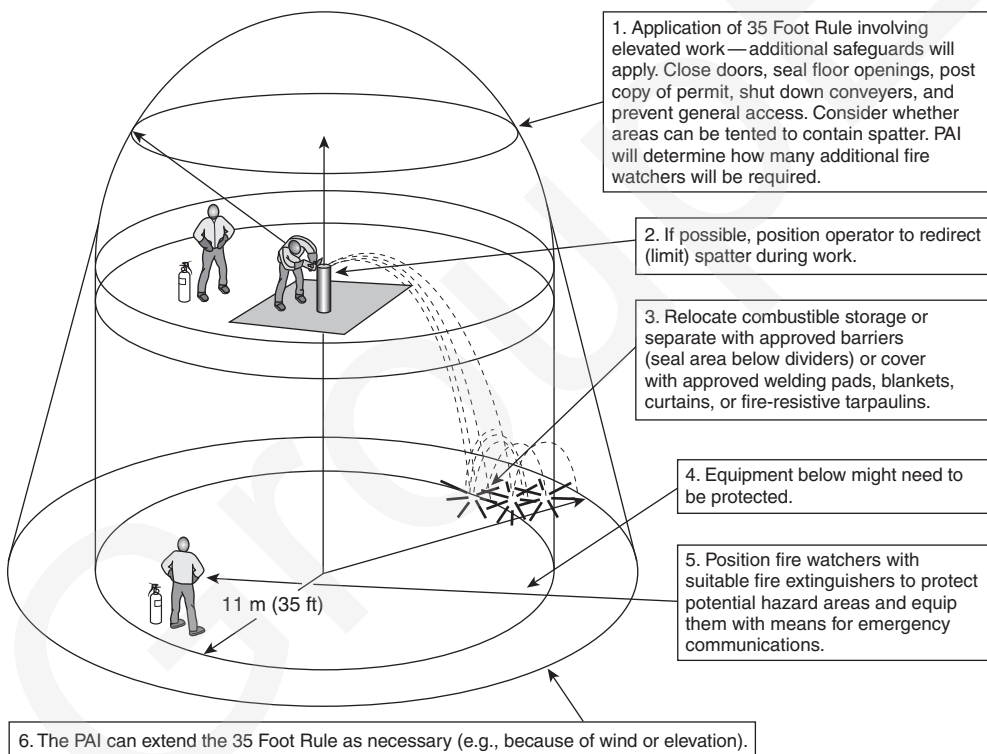 1. Application of 35 Foot Rule involving
elevated work—additional safeguards will
apply. Close doors, seal floor openings, post
copy of permit, shut down conveyers, and
prevent general access. Consider whether
areas can be tented to contain spatter. PAI
will determine how many additional fire
watchers will be required.
2. If possible, position operator to redirect
(limit) spatter during work.
3. Relocate combustible storage or
separate with approved barriers
(seal area below dividers) or cover
with approved welding pads, blankets,
curtains, or fire-resistive tarpaulins.
4. Equipment below might need to
be protected.
5. Position fire watchers with
suitable fire extinguishers to protect
potential hazard areas and equip
them with means for emergency
communications.
11 m (35 ft)
6. The PAI can extend the 35 Foot Rule as necessary (e.g., because of wind or elevation).